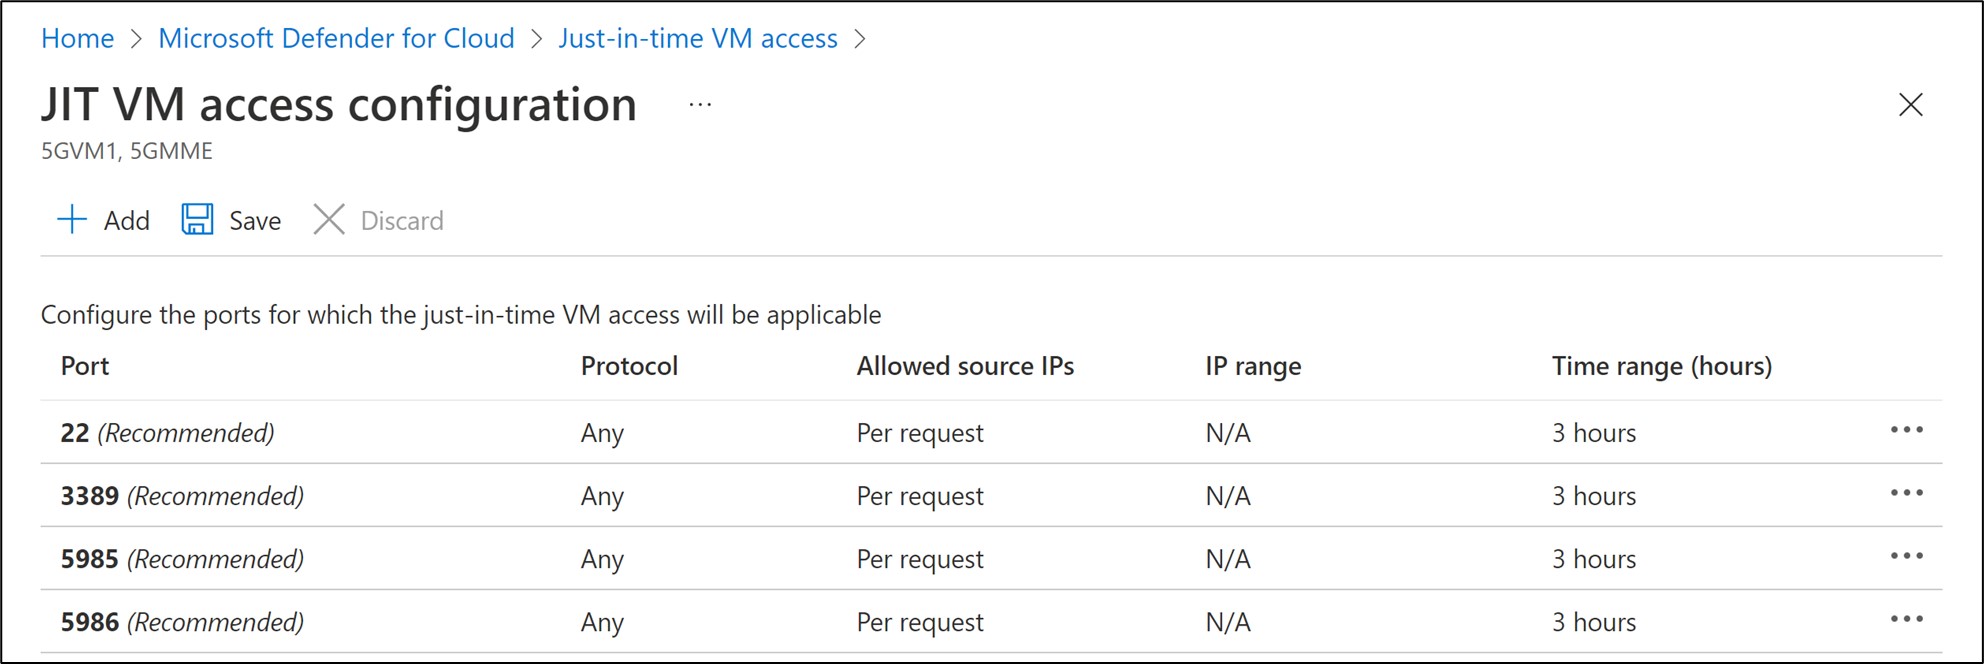 Home > Microsoft Defender for Cloud > Just-in-time VM access >
JIT VM access configuration ...
5GVM1, 5GMME
Add Save Discard
Configure the ports for which the just-in-time VM access will be applicable
Port Protocol Allowed source IPs IP range Time range (hours)
22 (Recommended) Any Per request N/A 3 hours ...
3389 (Recommended) Any Per request N/A 3 hours ...
5985 (Recommended) Any Per request N/A 3 hours ...
5986 (Recommended) Any Per request N/A 3 hours ...